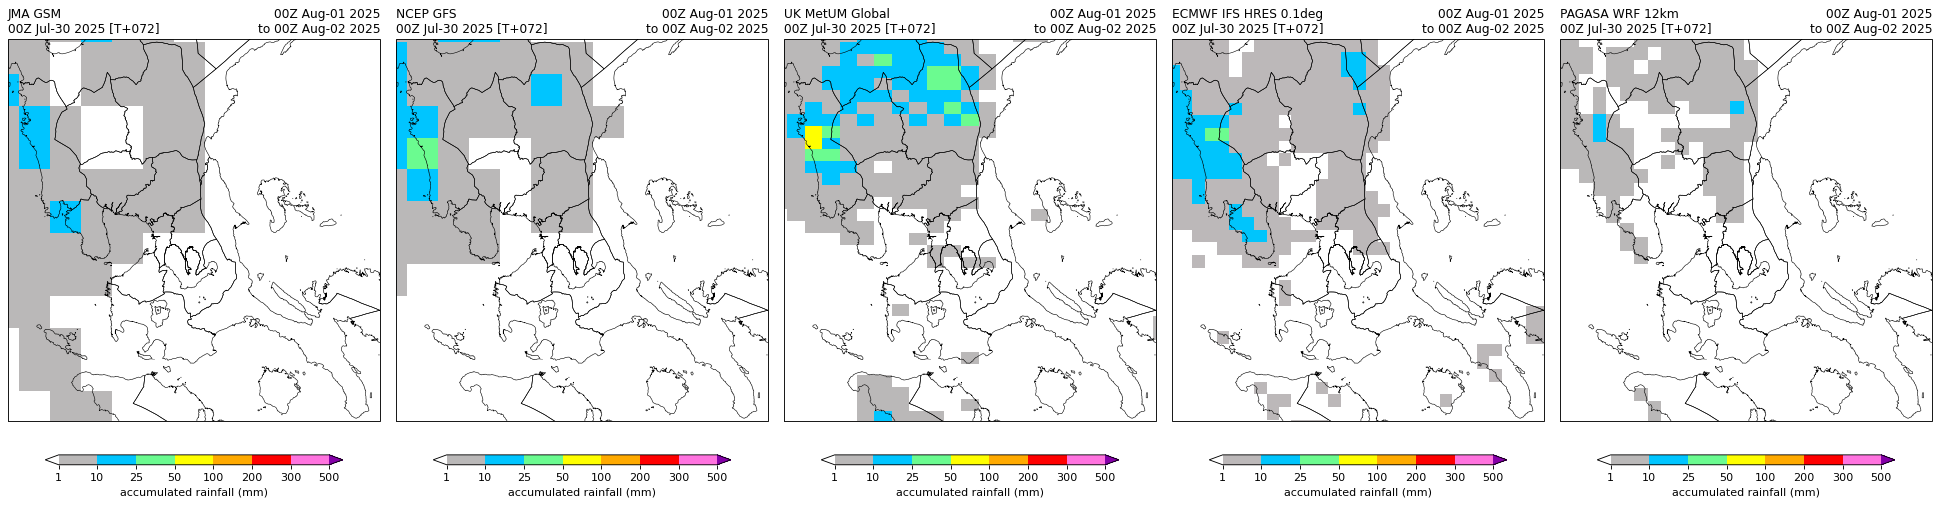 JMA GSM 00Z Aug-01 2025
00Z Jul-30 2025 [T+072] to 00Z Aug-02 2025
NCEP GFS 00Z Aug-01 2025
00Z Jul-30 2025 [T+072] to 00Z Aug-02 2025
UK MetUM Global 00Z Aug-01 2025
00Z Jul-30 2025 [T+072] to 00Z Aug-02 2025
ECMWF IFS HRES 0.1deg 00Z Aug-01 2025
00Z Jul-30 2025 [T+072] to 00Z Aug-02 2025
PAGASA WRF 12km 00Z Aug-01 2025
00Z Jul-30 2025 [T+072] to 00Z Aug-02 2025
1 10 25 50 100 200 300 500
accumulated rainfall (mm)
1 10 25 50 100 200 300 500
accumulated rainfall (mm)
1 10 25 50 100 200 300 500
accumulated rainfall (mm)
1 10 25 50 100 200 300 500
accumulated rainfall (mm)
1 10 25 50 100 200 300 500
accumulated rainfall (mm)